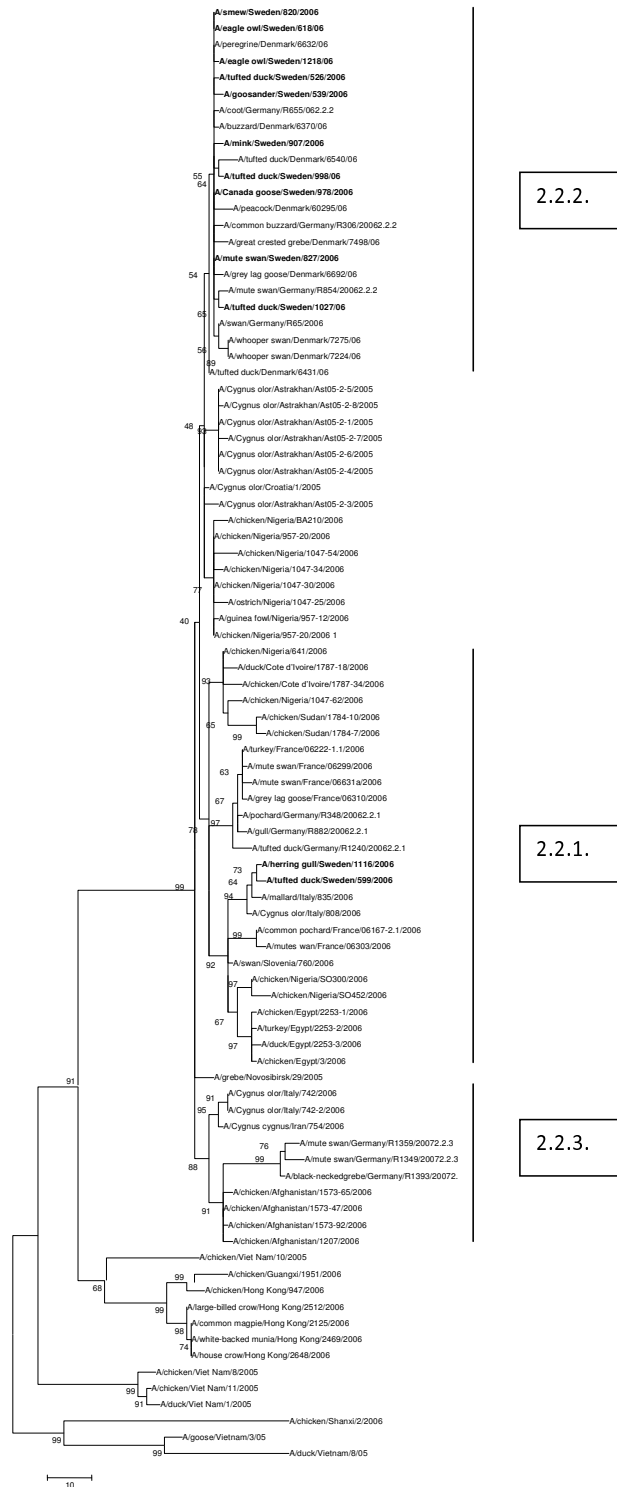 A/smew/Sweden/820/2006
A/eagle owl/Sweden/618/06
A/peregrine/Denmark/6632/06
A/eagle owl/Sweden/1218/06
A/tufted duck/Sweden/526/2006
A/goosander/Sweden/539/2006
A/coot/Germany/R655/062.2.2
A/buzzard/Denmark/6370/06
A/mink/Sweden/907/2006
A/tufted duck/Denmark/6540/06
55
A/tufted duck/Sweden/998/06
64
A/Canada goose/Sweden/978/2006
2.2.2.
A/peacock/Denmark/60295/06
A/common buzzard/Germany/R306/20062.2.2
A/great crested grebe/Denmark/7498/06
A/mute swan/Sweden/827/2006
54
A/grey lag goose/Denmark/6692/06
A/mute swan/Germany/R854/20062.2.2
A/tufted duck/Sweden/1027/06
65
A/swan/Germany/R65/2006
A/whooper swan/Denmark/7275/06
56
A/whooper swan/Denmark/7224/06
89
A/tufted duck/Denmark/6431/06
A/Cygnus olor/Astrakhan/Ast05-2-5/2005
A/Cygnus olor/Astrakhan/Ast05-2-8/2005
A/Cygnus olor/Astrakhan/Ast05-2-1/2005
48
93
A/Cygnus olor/Astrakhan/Ast05-2-7/2005
A/Cygnus olor/Astrakhan/Ast05-2-6/2005
A/Cygnus olor/Astrakhan/Ast05-2-4/2005
A/Cygnus olor/Croatia/1/2005
A/Cygnus olor/Astrakhan/Ast05-2-3/2005
A/chicken/Nigeria/BA210/2006
A/chicken/Nigeria/957-20/2006
A/chicken/Nigeria/1047-54/2006
A/chicken/Nigeria/1047-34/2006
A/chicken/Nigeria/1047-30/2006
77
A/ostrich/Nigeria/1047-25/2006
A/guinea fowl/Nigeria/957-12/2006
40
A/chicken/Nigeria/957-20/2006 1
A/chicken/Nigeria/641/2006
A/duck/Cote d'Ivoire/1787-18/2006
93
A/chicken/Cote d'Ivoire/1787-34/2006
A/chicken/Nigeria/1047-62/2006
A/chicken/Sudan/1784-10/2006
65
A/chicken/Sudan/1784-7/2006
99
A/turkey/France/06222-1.1/2006
A/mute swan/France/06299/2006
63
A/mute swan/France/06631a/2006
A/grey lag goose/France/06310/2006
67
A/pochard/Germany/R348/20062.2.1
97
78
A/gull/Germany/R882/20062.2.1
2.2.1.
A/tufted duck/Germany/R1240/20062.2.1
A/herring gull/Sweden/1116/2006
73
A/tufted duck/Sweden/599/2006
64
99
A/mallard/Italy/835/2006
94
A/Cygnus olor/Italy/808/2006
A/common pochard/France/06167-2.1/2006
99
A/mutes wan/France/06303/2006
A/swan/Slovenia/760/2006
92
A/chicken/Nigeria/SO300/2006
97
A/chicken/Nigeria/SO452/2006
A/chicken/Egypt/2253-1/2006
67
A/turkey/Egypt/2253-2/2006
A/duck/Egypt/2253-3/2006
97
A/chicken/Egypt/3/2006
A/grebe/Novosibirsk/29/2005
91
A/Cygnus olor/Italy/742/2006
91
A/Cygnus olor/Italy/742-2/2006
95
A/Cygnus cygnus/Iran/754/2006
A/mute swan/Germany/R1359/20072.2.3
76
2.2.3.
A/mute swan/Germany/R1349/20072.2.3
99
88
A/black-neckedgrebe/Germany/R1393/20072.
A/chicken/Afghanistan/1573-65/2006
A/chicken/Afghanistan/1573-47/2006
91
A/chicken/Afghanistan/1573-92/2006
A/chicken/Afghanistan/1207/2006
A/chicken/Viet Nam/10/2005
A/chicken/Guangxi/1951/2006
99
68
A/chicken/Hong Kong/947/2006
A/large-billed crow/Hong Kong/2512/2006
99
A/common magpie/Hong Kong/2125/2006
98
A/white-backed munia/Hong Kong/2469/2006
74
A/house crow/Hong Kong/2648/2006
A/chicken/Viet Nam/8/2005
A/chicken/Viet Nam/11/2005
99
A/duck/Viet Nam/1/2005
91
A/chicken/Shanxi/2/2006
A/goose/Vietnam/3/05
99
A/duck/Vietnam/8/05
99
10